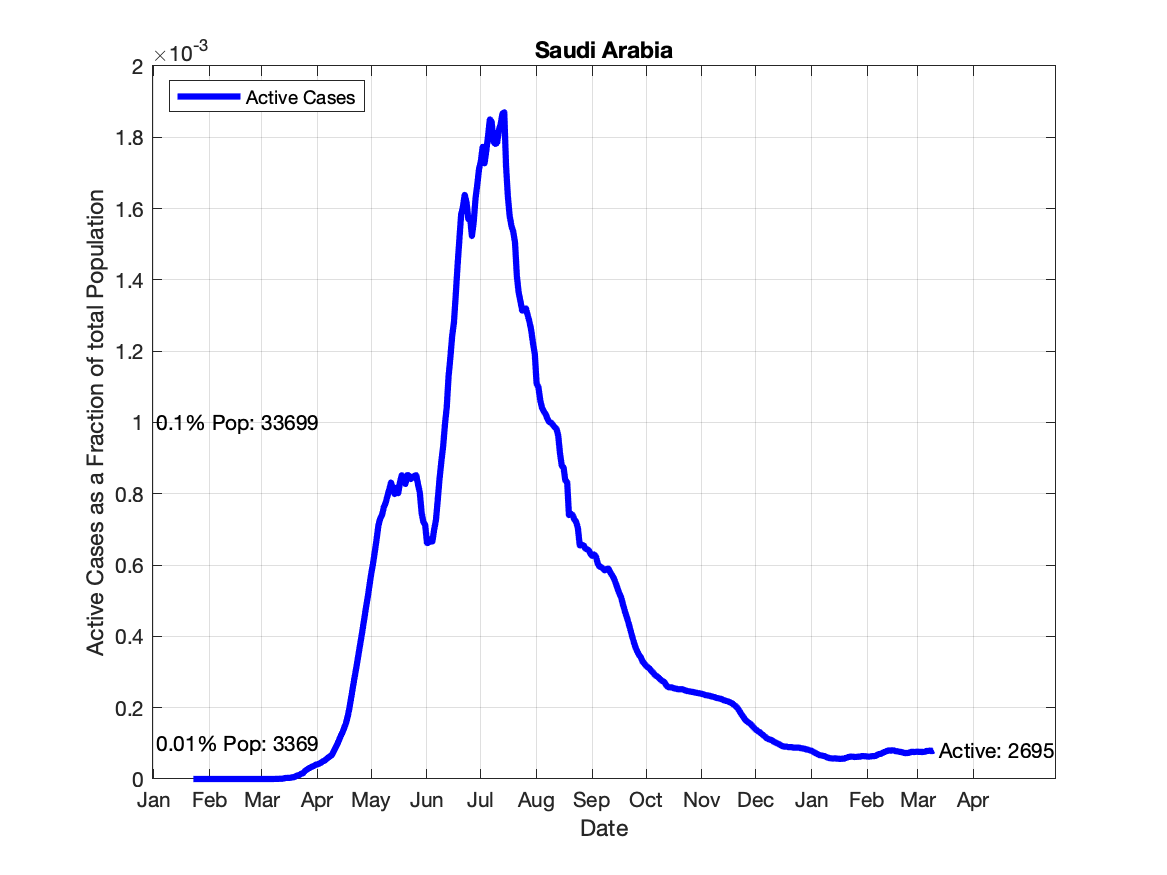 Saudi Arabia
×10-3
Active Cases
Active Cases as a Fraction of total Population
2
1.8
1.6
1.4
1.2
1
0.8
0.6
0.4
0.2
0
0.1% Pop: 33699
0.01% Pop: 3369
Active: 2695
Jan Feb Mar Apr May Jun Jul Aug Sep Oct Nov Dec Jan Feb Mar Apr
Date